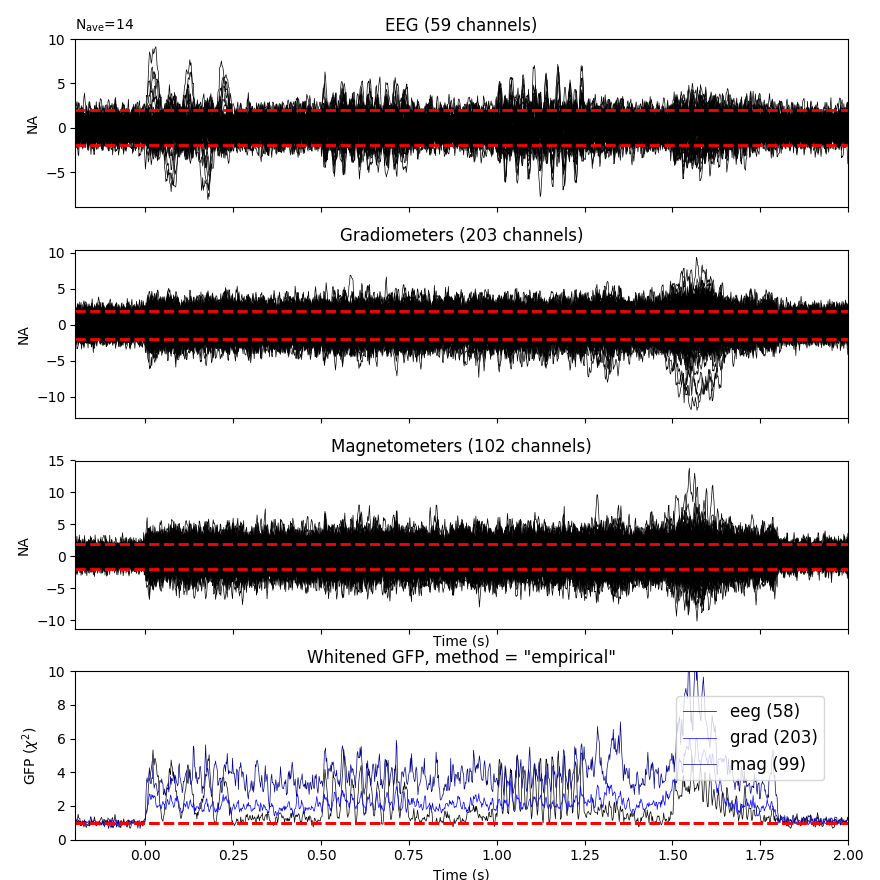 N_ave=14
EEG (59 channels)
10
5
0
−5
NA
Gradiometers (203 channels)
10
5
0
−5
−10
NA
Magnetometers (102 channels)
15
10
5
0
−5
−10
NA
Time (s)
Whitened GFP, method = "empirical"
10
8
6
4
2
0
GFP (χ²)
eeg (58)
grad (203)
mag (99)
0.00 0.25 0.50 0.75 1.00 1.25 1.50 1.75 2.00
Time (s)